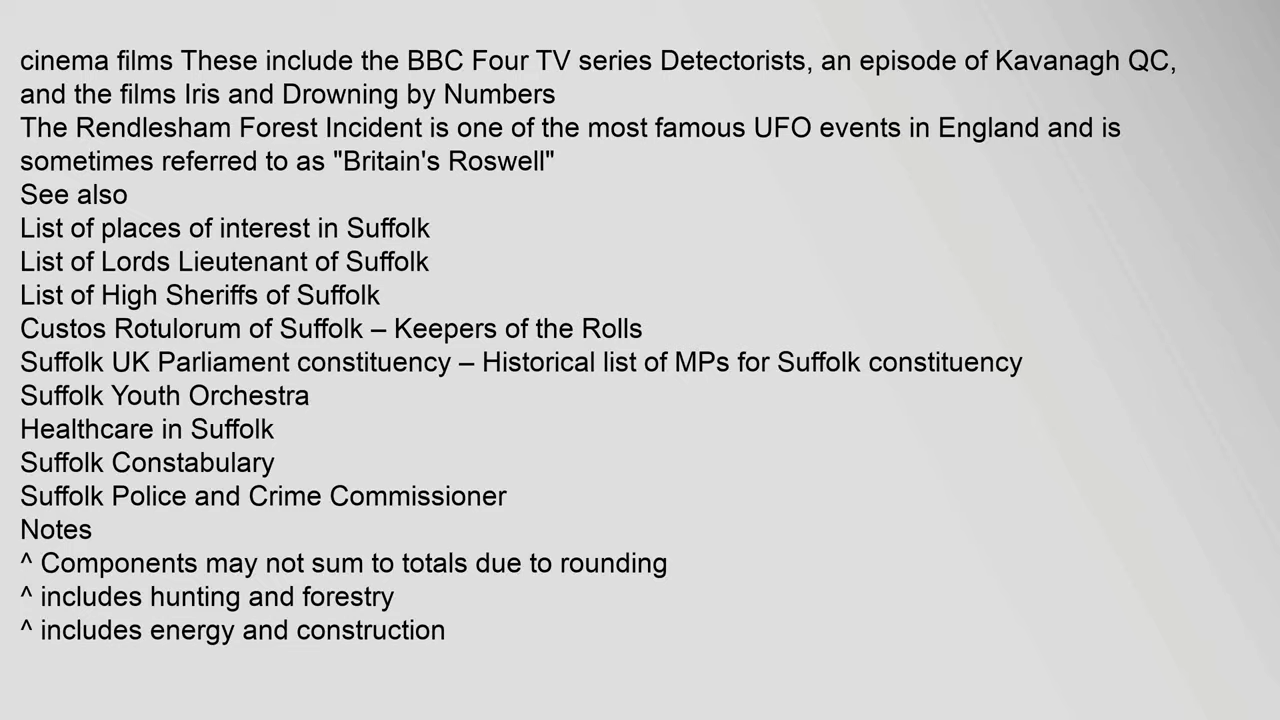 cinema films These include the BBC Four TV series Detectorists, an episode of Kavanagh QC,
and the films Iris and Drowning by Numbers
The Rendlesham Forest Incident is one of the most famous UFO events in England and is
sometimes referred to as "Britain's Roswell"
See also
List of places of interest in Suffolk
List of Lords Lieutenant of Suffolk
List of High Sheriffs of Suffolk
Custos Rotulorum of Suffolk – Keepers of the Rolls
Suffolk UK Parliament constituency – Historical list of MPs for Suffolk constituency
Suffolk Youth Orchestra
Healthcare in Suffolk
Suffolk Constabulary
Suffolk Police and Crime Commissioner
Notes
^ Components may not sum to totals due to rounding
^ includes hunting and forestry
^ includes energy and construction